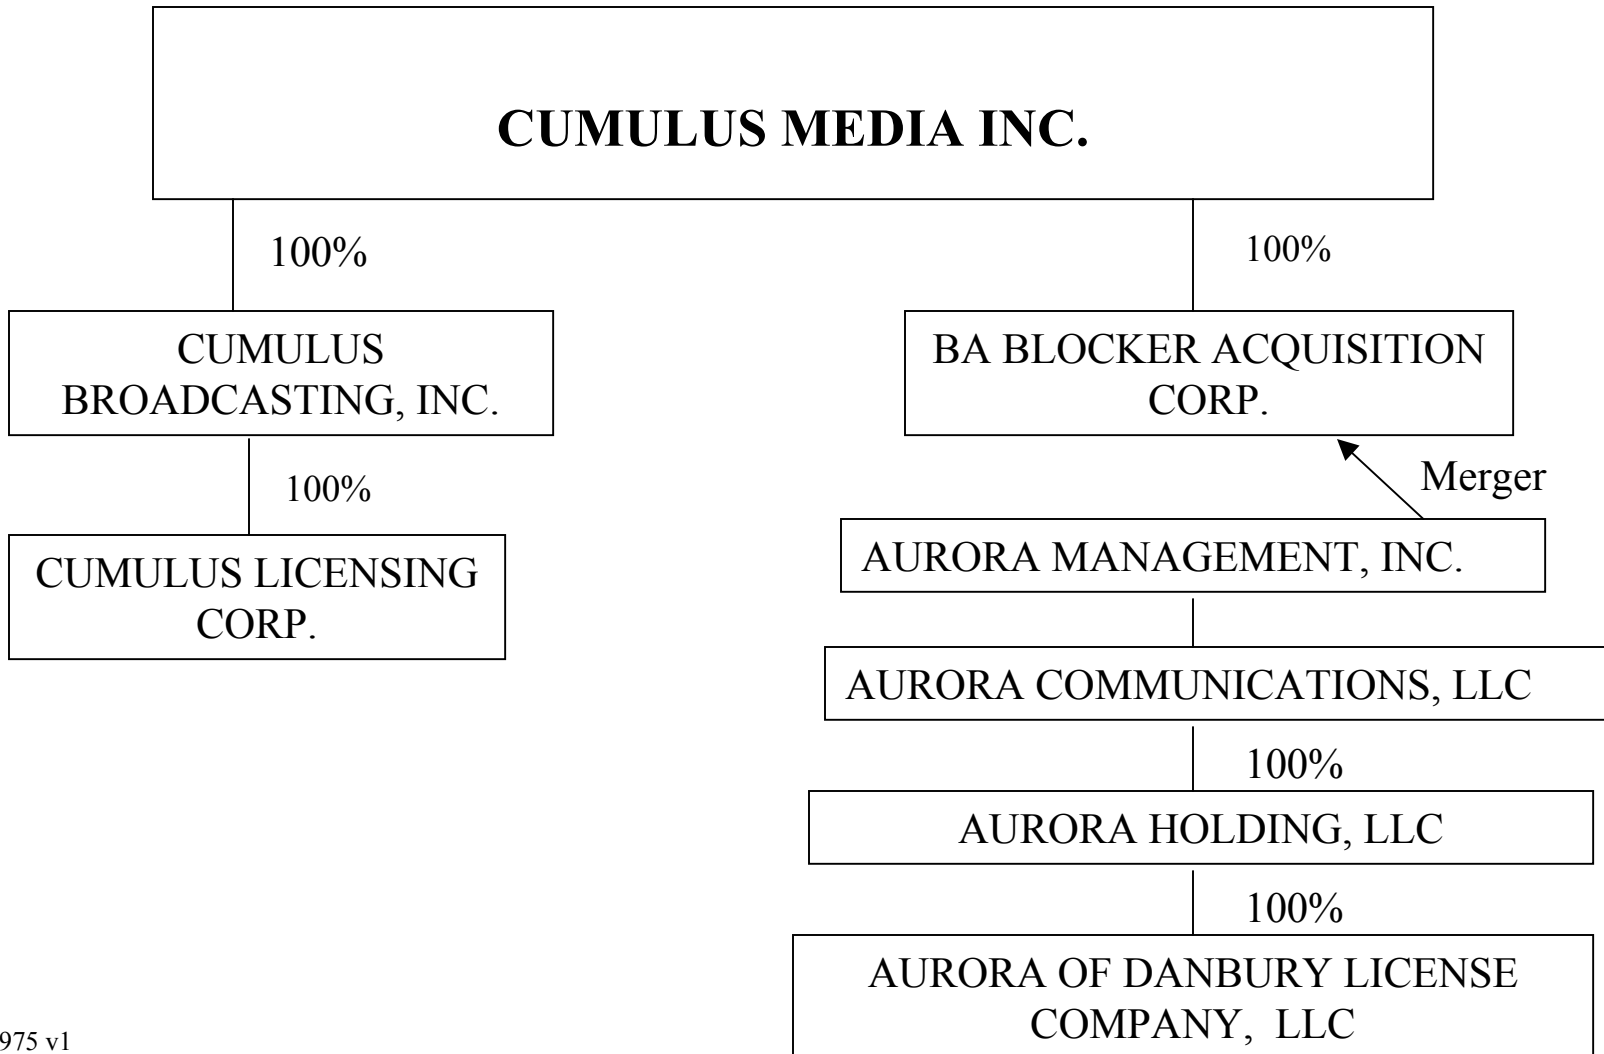 CUMULUS MEDIA INC.
100%
100%
CUMULUS
BROADCASTING, INC.
BA BLOCKER ACQUISITION
CORP.
100%
Merger
CUMULUS LICENSING
CORP.
AURORA MANAGEMENT, INC.
AURORA COMMUNICATIONS, LLC
100%
AURORA HOLDING, LLC
100%
AURORA OF DANBURY LICENSE
COMPANY, LLC
975 v1